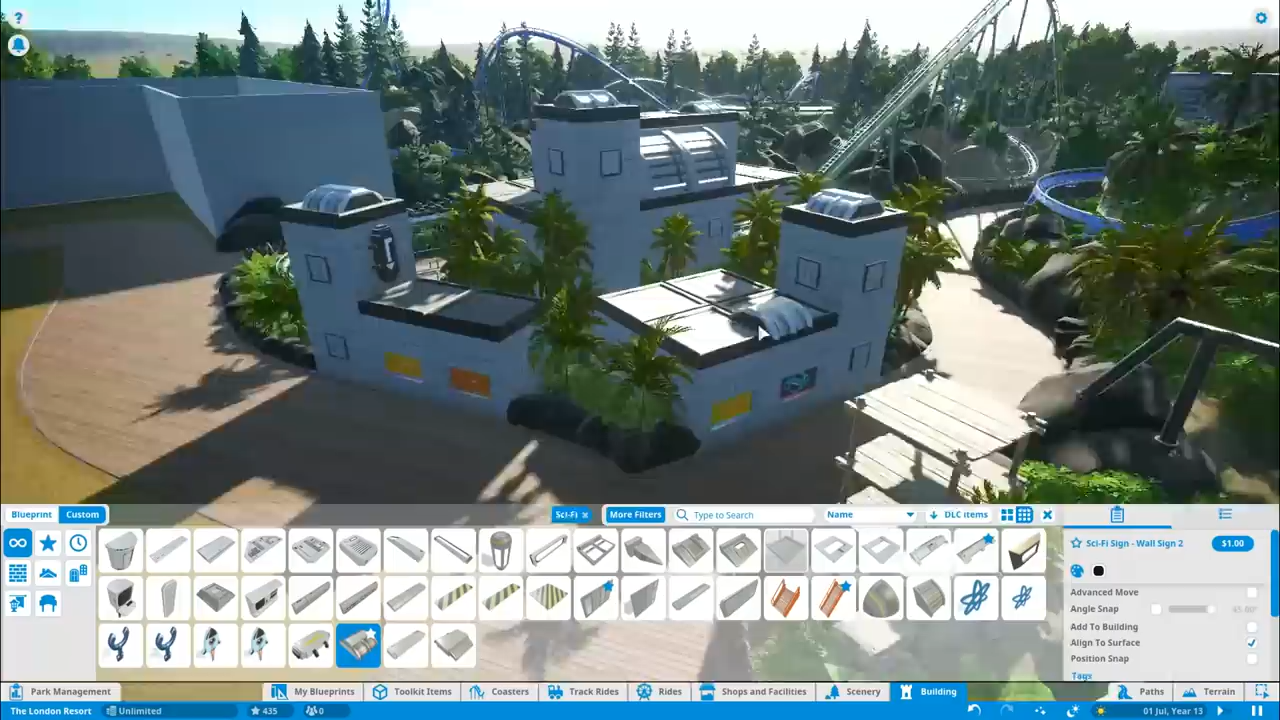 ?
Blueprint Custom Sci-Fi × More Filters Type to Search Name DLC Items
Sci-Fi Sign - Wall Sign 2 $1.00
Advanced Move
Angle Snap
Add To Building
Align To Surface
Position Snap
Tags
Park Management My Blueprints Toolkit Items Coasters Track Rides Rides Shops and Facilities Scenery Building Paths Terrain
The London Resort Unlimited 435 0 01 Jul, Year 13